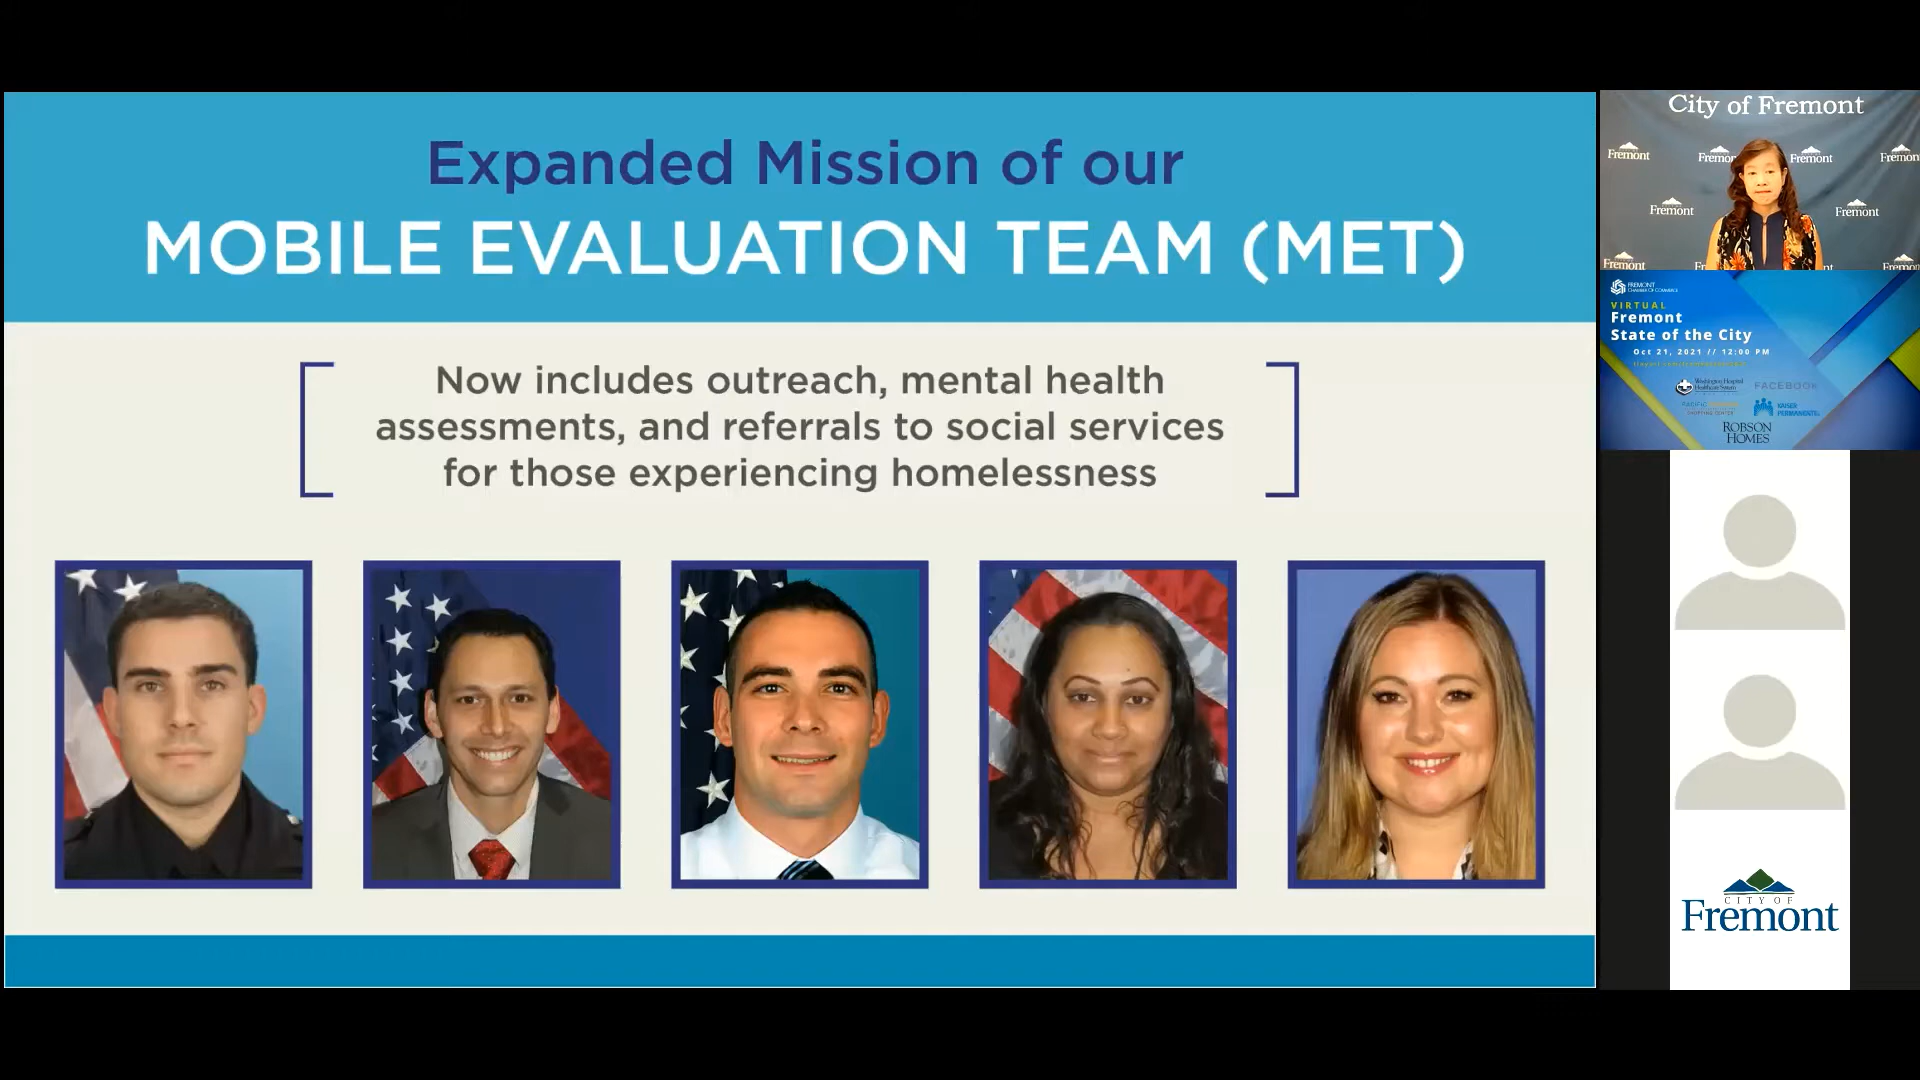 Expanded Mission of our
MOBILE EVALUATION TEAM (MET)
Now includes outreach, mental health
assessments, and referrals to social services
for those experiencing homelessness
City of Fremont
Fremont
Fremont
Fremont
Fremont
Fremont
Fremont
Fremont
FREMONT
CHAMBER OF COMMERCE
VIRTUAL
Fremont
State of the City
Oct 21, 2021 // 12:00 PM
Washington Hospital
Healthcare System
FACEBOOK
PACIFIC
KAISER
PERMANENTE
ROBSON
HOMES
CITY OF
Fremont